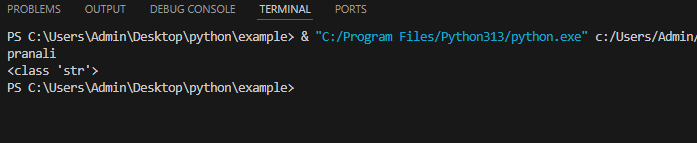 PROBLEMS OUTPUT DEBUG CONSOLE TERMINAL PORTS
PS C:\Users\Admin\Desktop\python\example> & "C:/Program Files/Python313/python.exe" c:/Users/Admin/
pranali
<class 'str'>
PS C:\Users\Admin\Desktop\python\example>